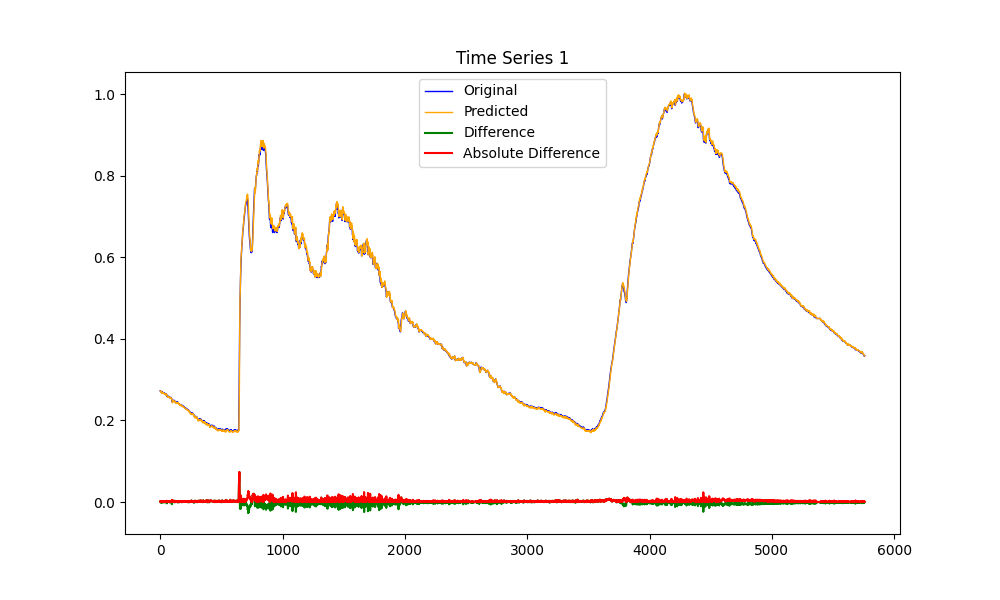 Time Series 1
Original
Predicted
Difference
Absolute Difference
1.0
0.8
0.6
0.4
0.2
0.0
0 1000 2000 3000 4000 5000 6000